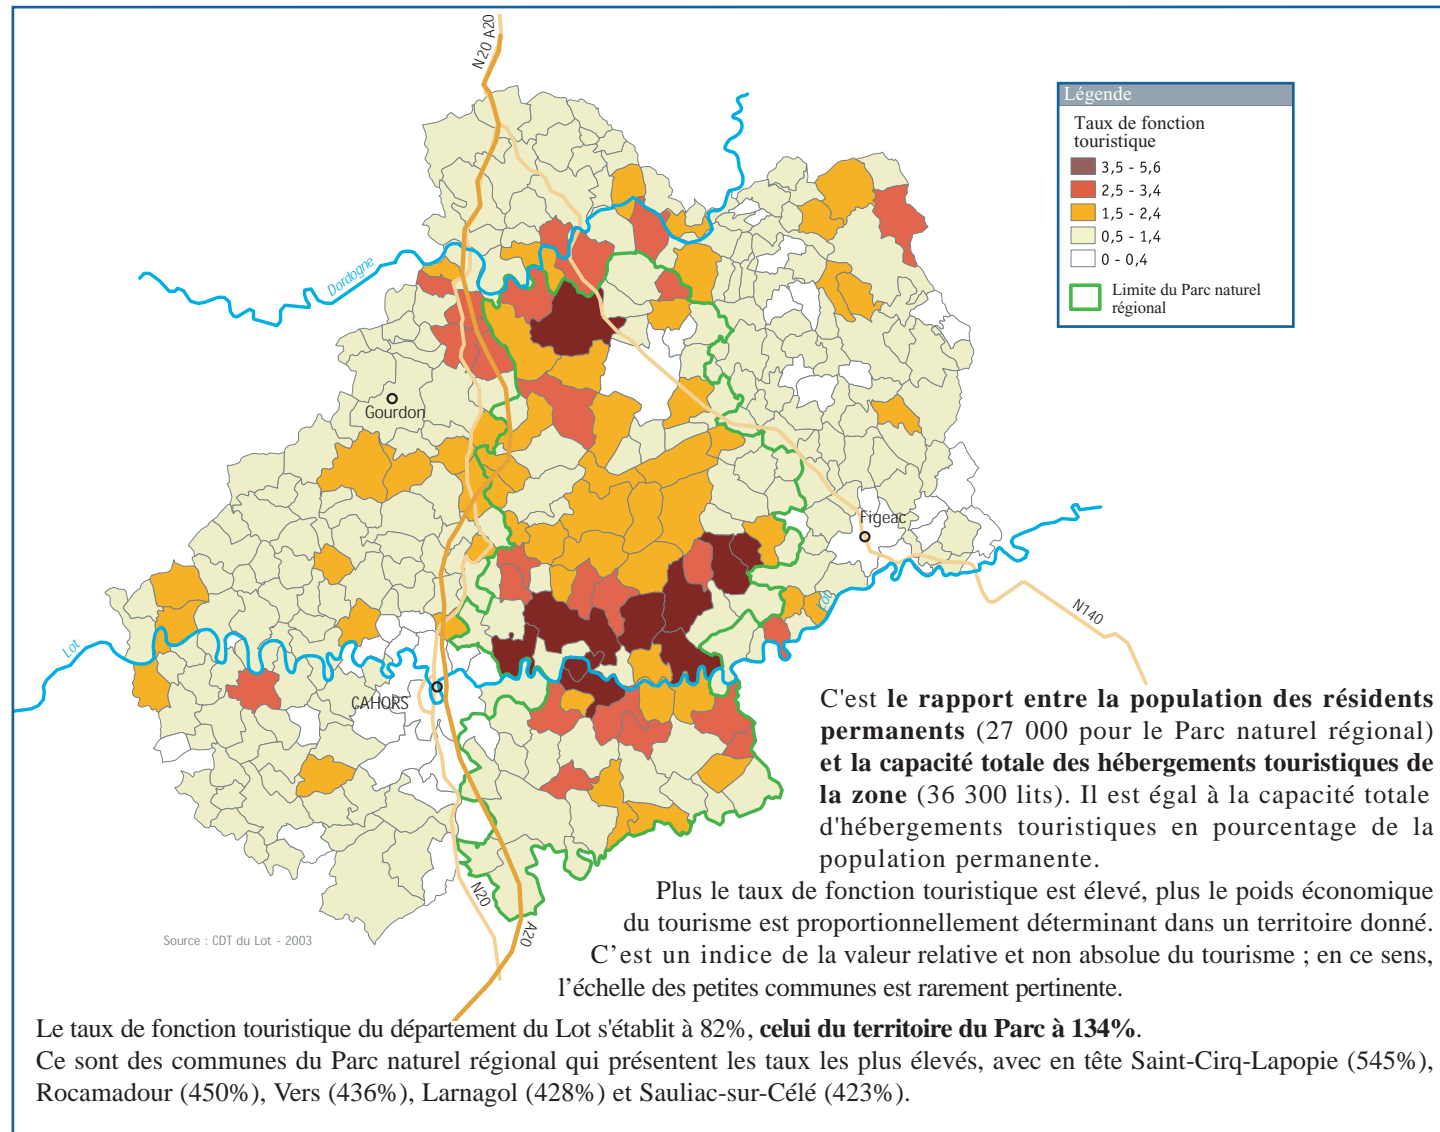 N20 A20
Légende
Taux de fonction
touristique
3,5 - 5,6
2,5 - 3,4
1,5 - 2,4
0,5 - 1,4
0 - 0,4
Limite du Parc naturel
régional
Dordogne
Gourdon
Figeac
Lot
N140
Lot
CAHORS
N20
A20
Source : CDT du Lot - 2003
C'est le rapport entre la population des résidents
permanents (27 000 pour le Parc naturel régional)
et la capacité totale des hébergements touristiques de
la zone (36 300 lits). Il est égal à la capacité totale
d'hébergements touristiques en pourcentage de la
population permanente.
Plus le taux de fonction touristique est élevé, plus le poids économique
du tourisme est proportionnellement déterminant dans un territoire donné.
C’est un indice de la valeur relative et non absolue du tourisme ; en ce sens,
l’échelle des petites communes est rarement pertinente.
Le taux de fonction touristique du département du Lot s'établit à 82%, celui du territoire du Parc à 134%.
Ce sont des communes du Parc naturel régional qui présentent les taux les plus élevés, avec en tête Saint-Cirq-Lapopie (545%),
Rocamadour (450%), Vers (436%), Larnagol (428%) et Sauliac-sur-Célé (423%).